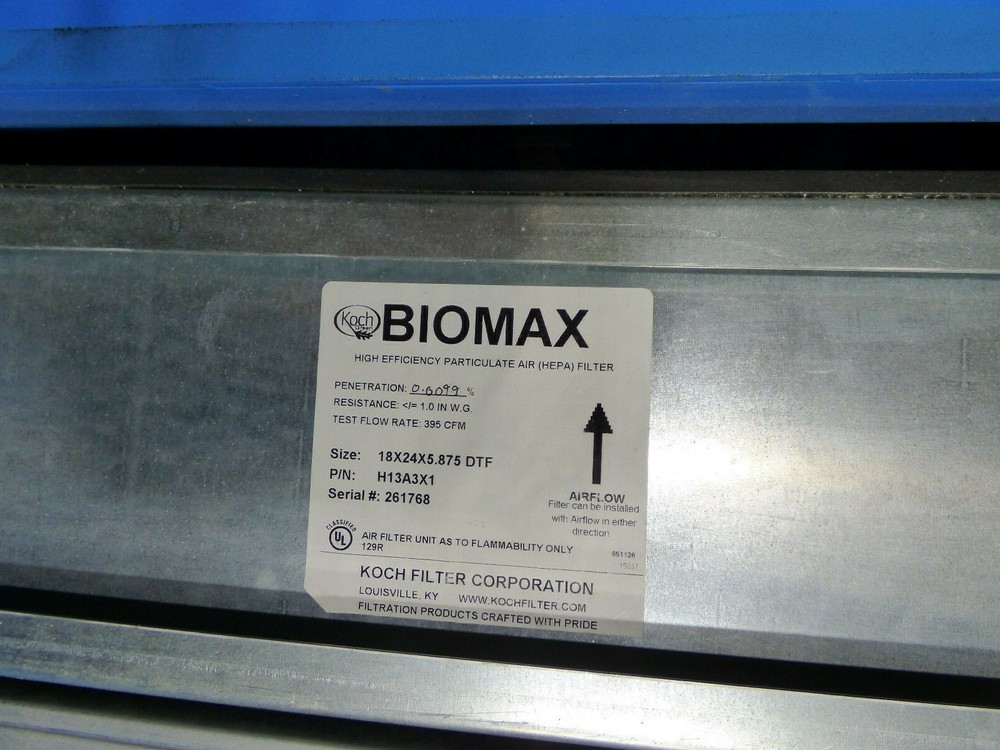 Koch
BIOMAX
HIGH EFFICIENCY PARTICULATE AIR (HEPA) FILTER
PENETRATION: 0.0099 %
RESISTANCE: </= 1.0 IN W.G.
TEST FLOW RATE: 395 CFM
Size: 18X24X5.875 DTF
P/N: H13A3X1
Serial #: 261768
AIRFLOW
Filter can be installed
with Airflow in either
direction
CLASSIFIED
UL
AIR FILTER UNIT AS TO FLAMMABILITY ONLY
129R
951128
KOCH FILTER CORPORATION
LOUISVILLE, KY WWW.KOCHFILTER.COM
FILTRATION PRODUCTS CRAFTED WITH PRIDE